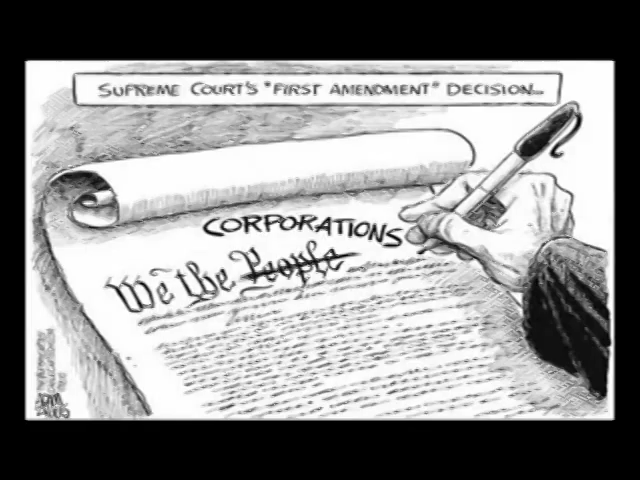 SUPREME COURT'S "FIRST AMENDMENT" DECISION...
CORPORATIONS
We the People